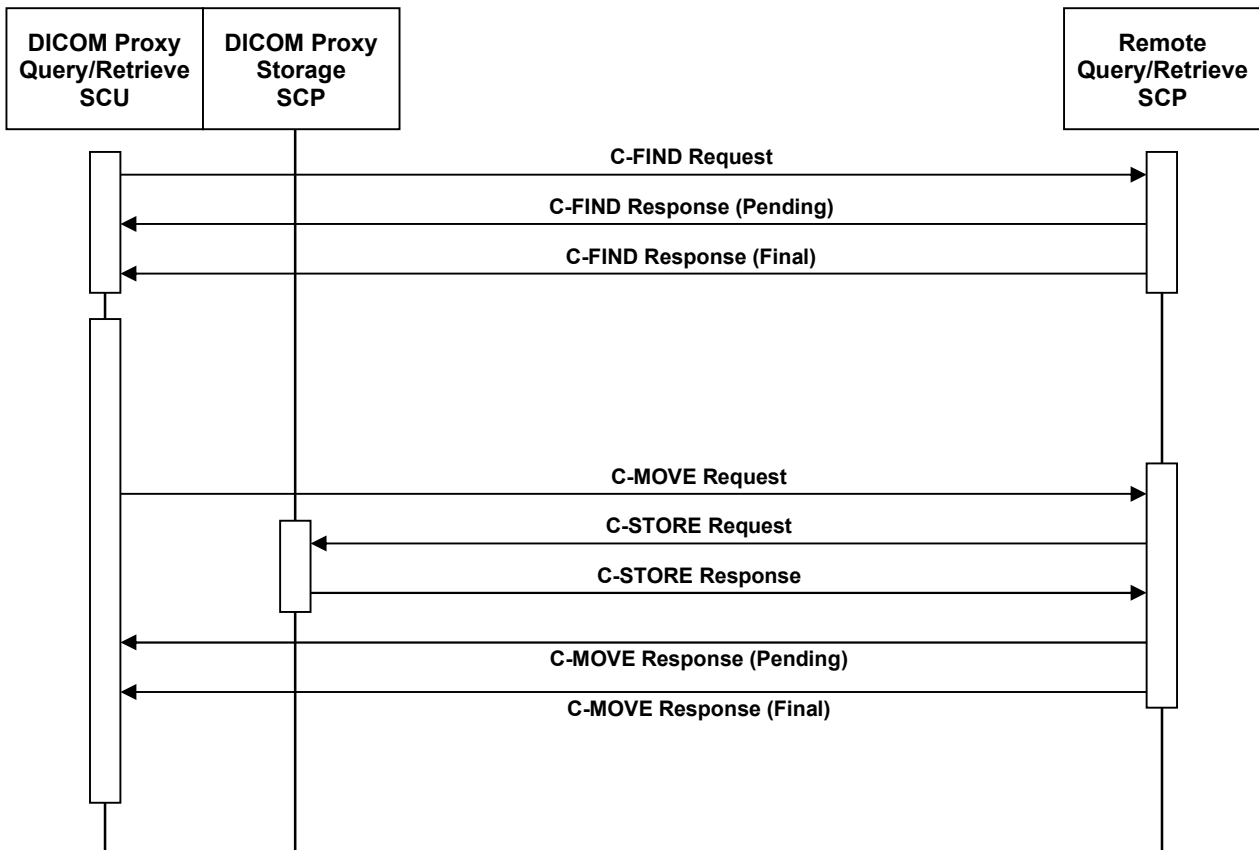 DICOM Proxy
Query/Retrieve
SCU
DICOM Proxy
Storage
SCP
Remote
Query/Retrieve
SCP
C-FIND Request
C-FIND Response (Pending)
C-FIND Response (Final)
C-MOVE Request
C-STORE Request
C-STORE Response
C-MOVE Response (Pending)
C-MOVE Response (Final)